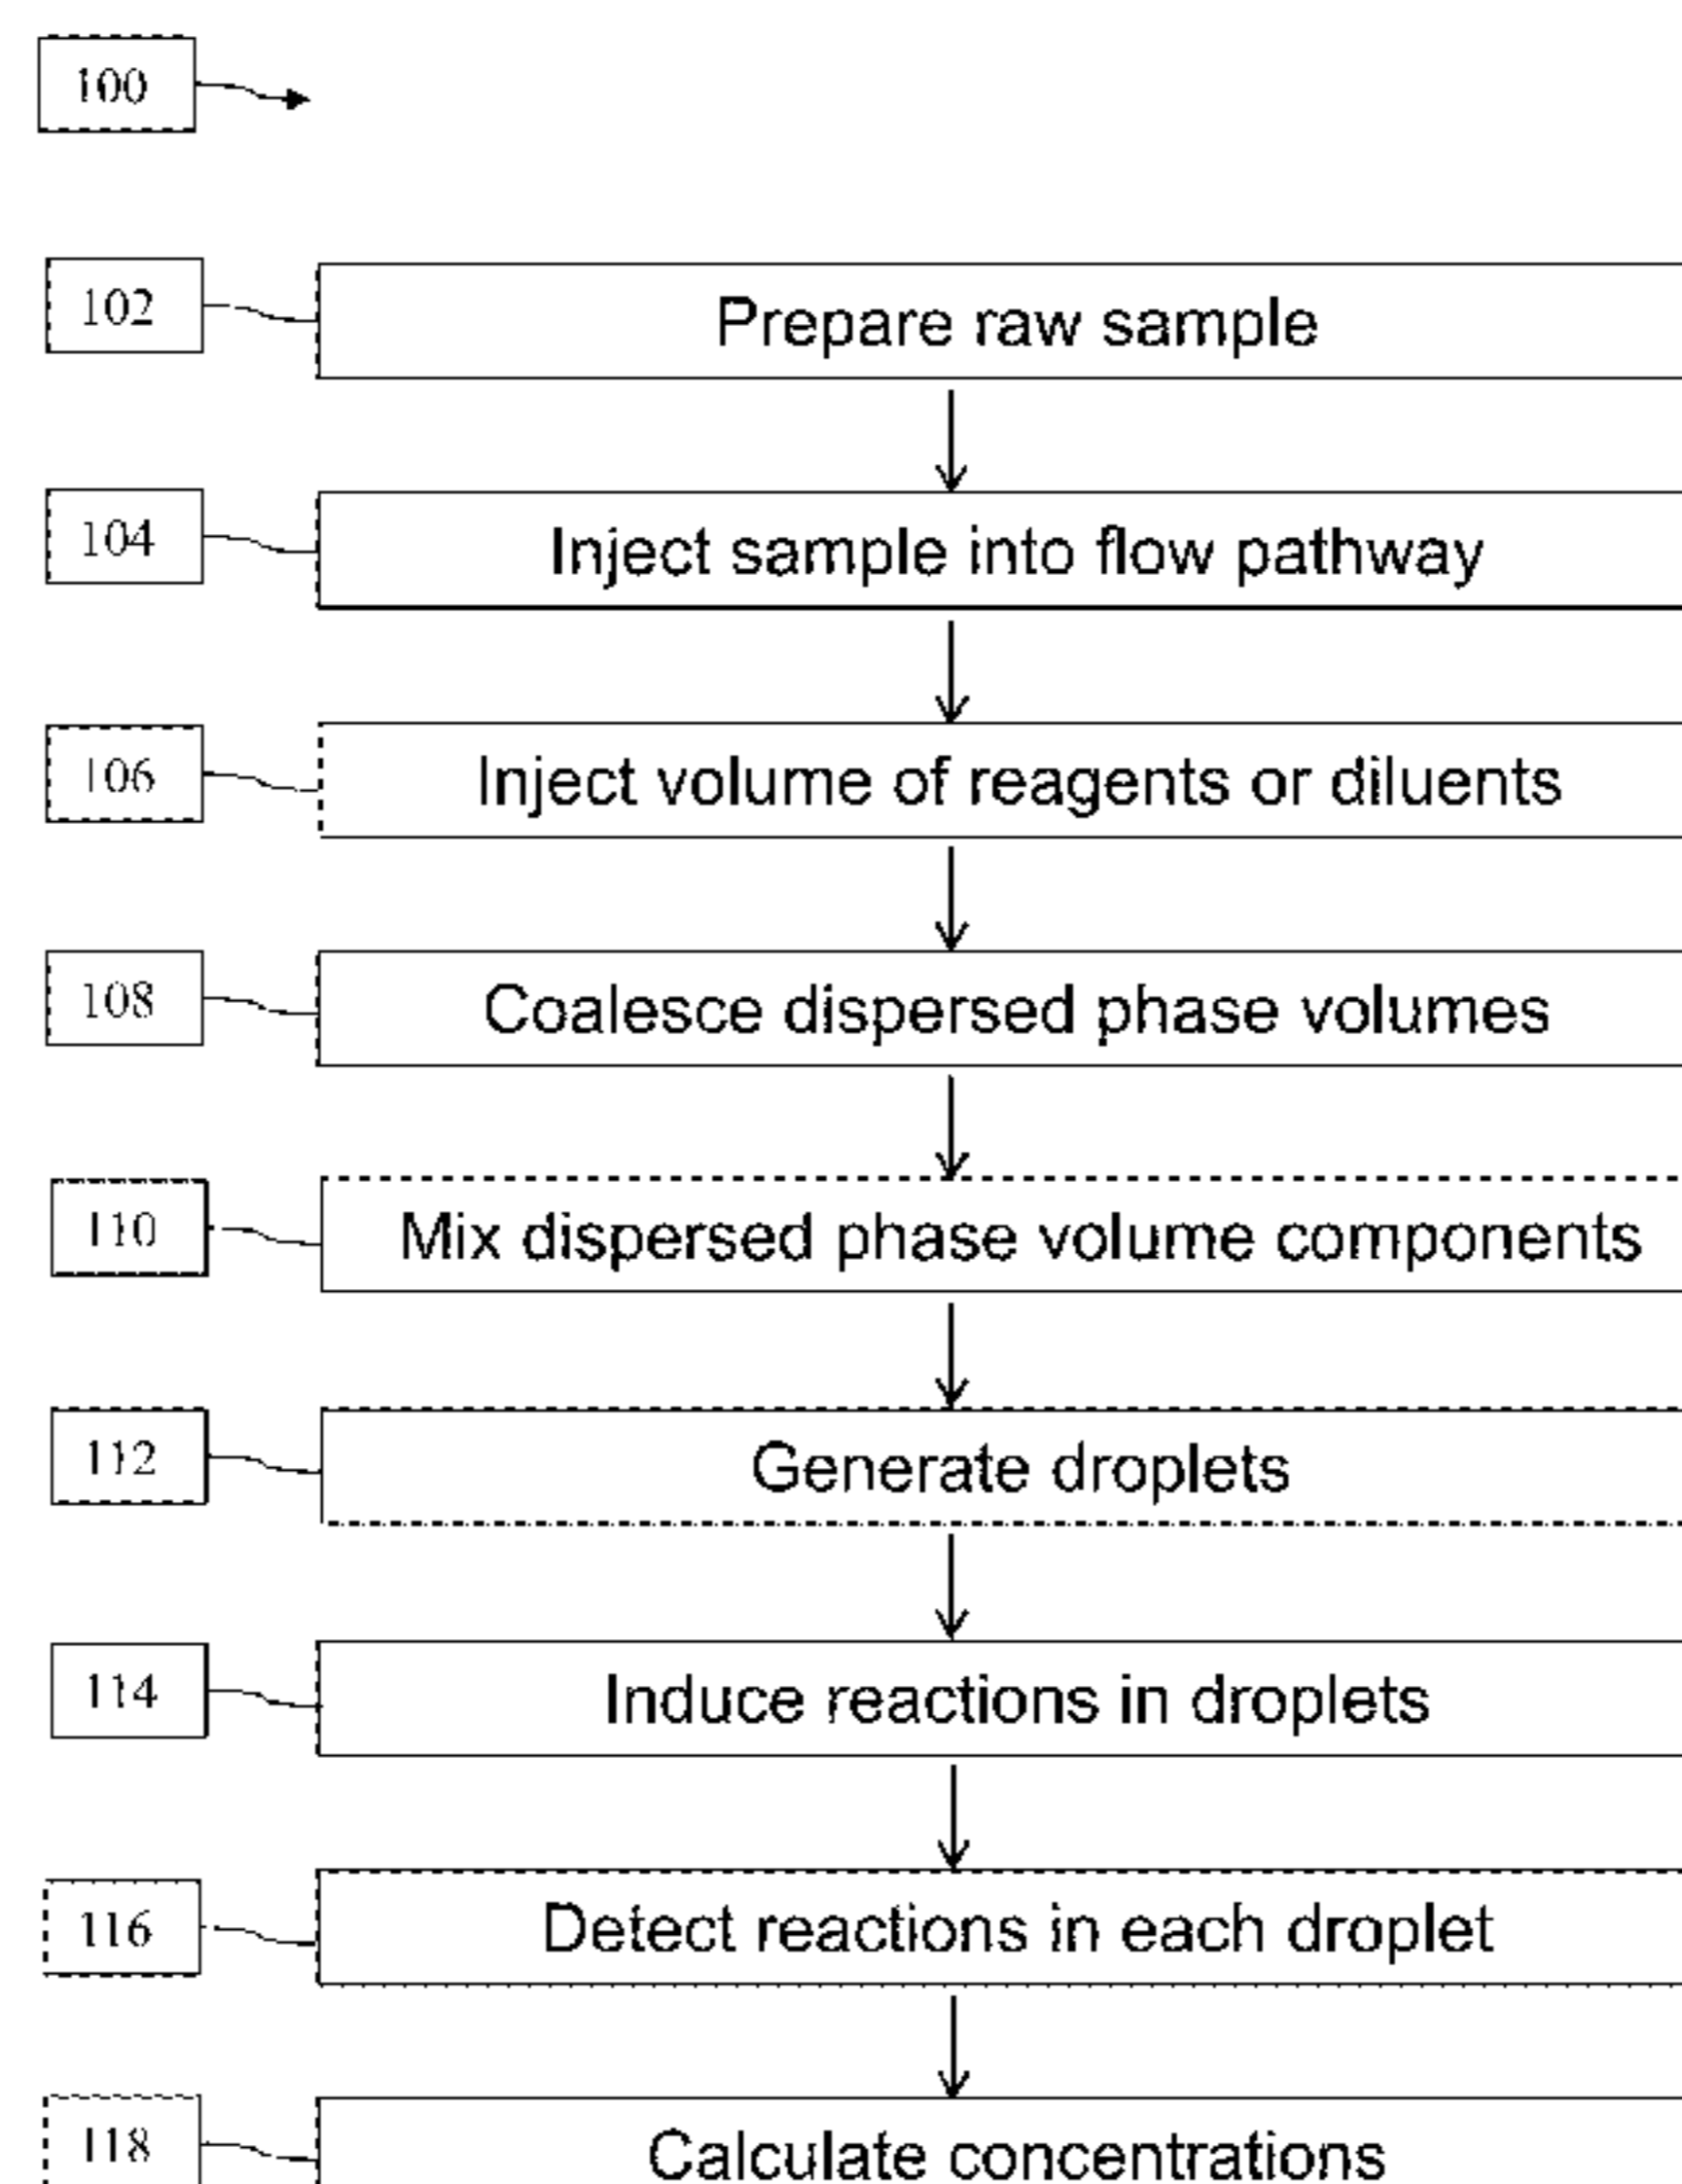 100
102 Prepare raw sample
104 Inject sample into flow pathway
106 Inject volume of reagents or diluents
108 Coalesce dispersed phase volumes
110 Mix dispersed phase volume components
112 Generate droplets
114 Induce reactions in droplets
116 Detect reactions in each droplet
118 Calculate concentrations